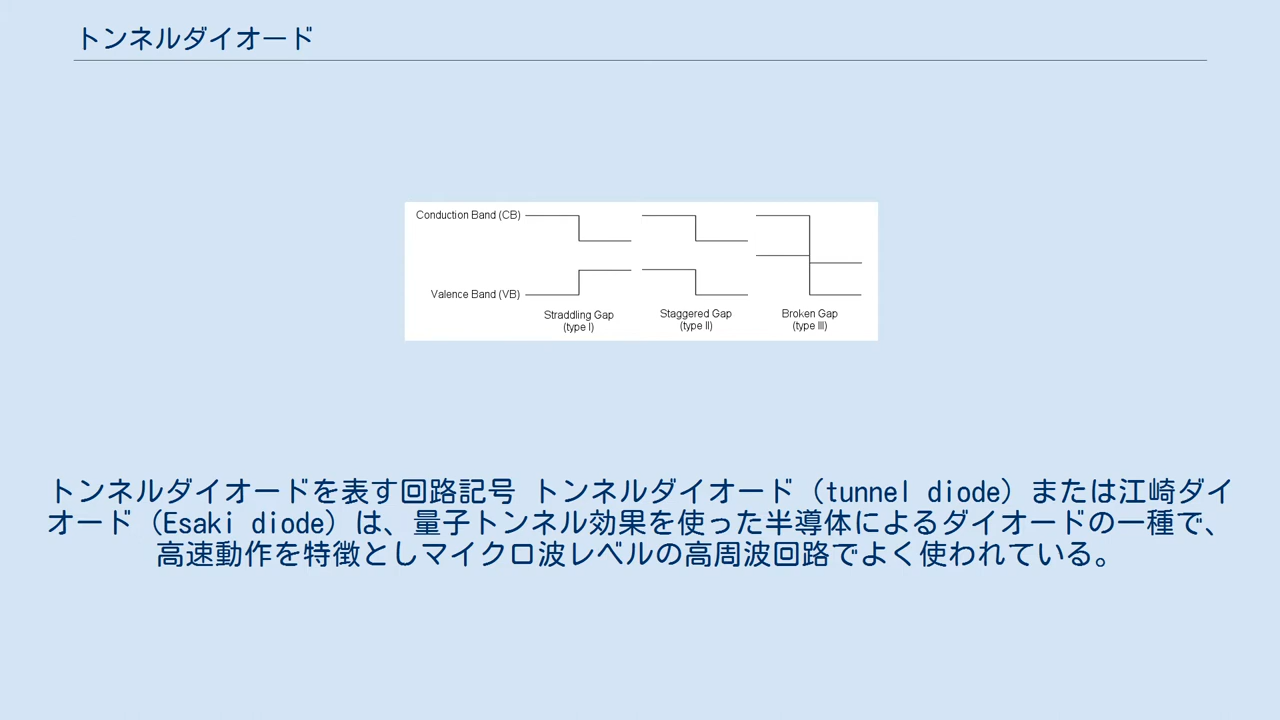 トンネルダイオード
Conduction Band (CB)
Valence Band (VB)
Straddling Gap
(type I)
Staggered Gap
(type II)
Broken Gap
(type III)
トンネルダイオードを表す回路記号 トンネルダイオード（tunnel diode）または江崎ダイ
オード（Esaki diode）は、量子トンネル効果を使った半導体によるダイオードの一種で、
高速動作を特徴としマイクロ波レベルの高周波回路でよく使われている。